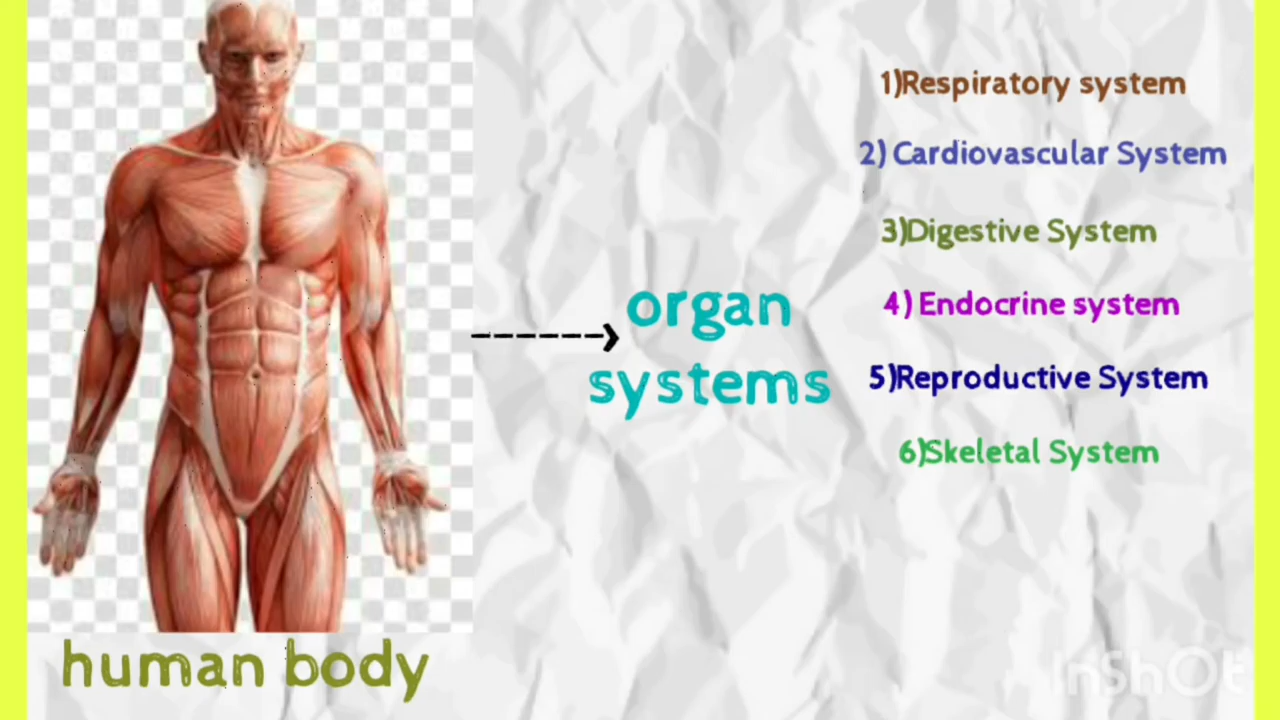 1)Respiratory system
2) Cardiovascular System
3)Digestive System
4) Endocrine system
5)Reproductive System
6)Skeletal System
organ
systems
human body
InShOt